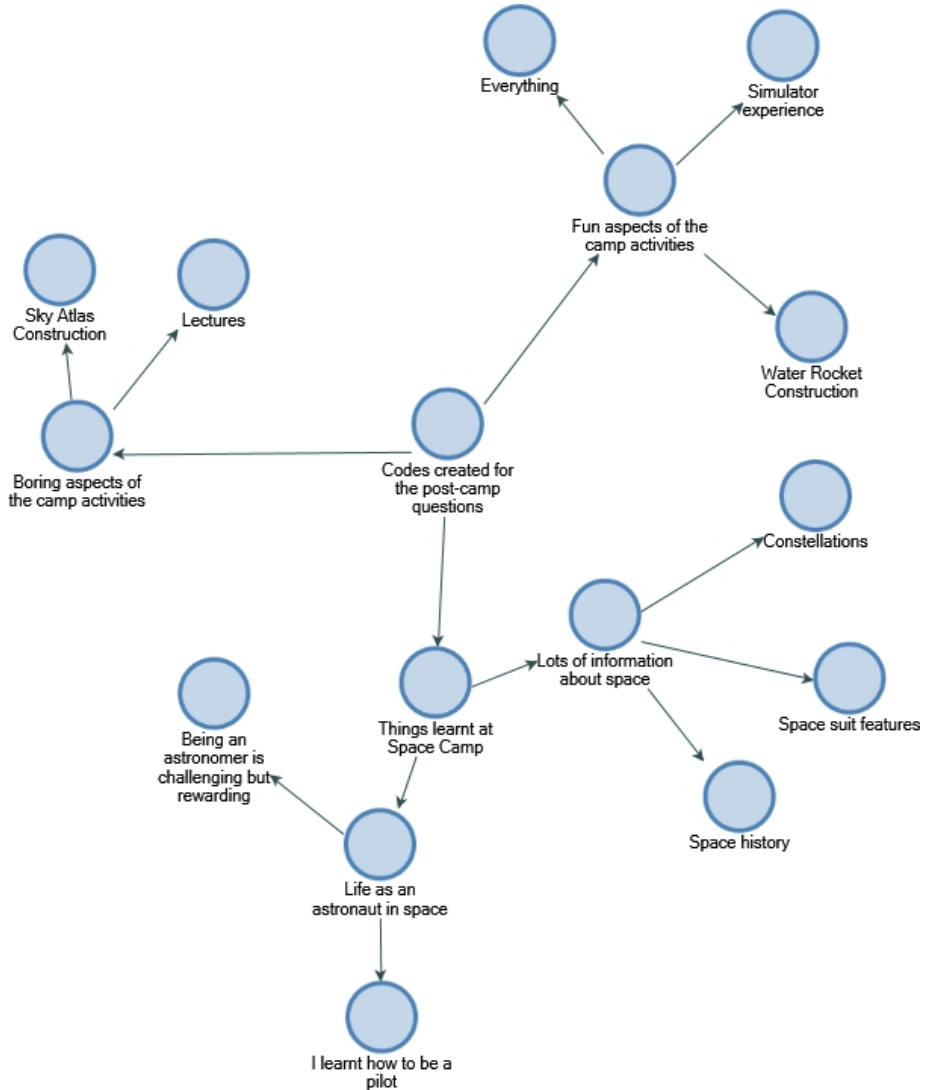 Everything
Simulator
experience
Fun aspects of the
camp activities
Sky Atlas
Construction
Lectures
Water Rocket
Construction
Boring aspects of
the camp activities
Codes created for
the post-camp
questions
Constellations
Lots of information
about space
Space suit features
Things learnt at
Space Camp
Being an
astronomer is
challenging but
rewarding
Space history
Life as an
astronaut in space
I learnt how to be a
pilot